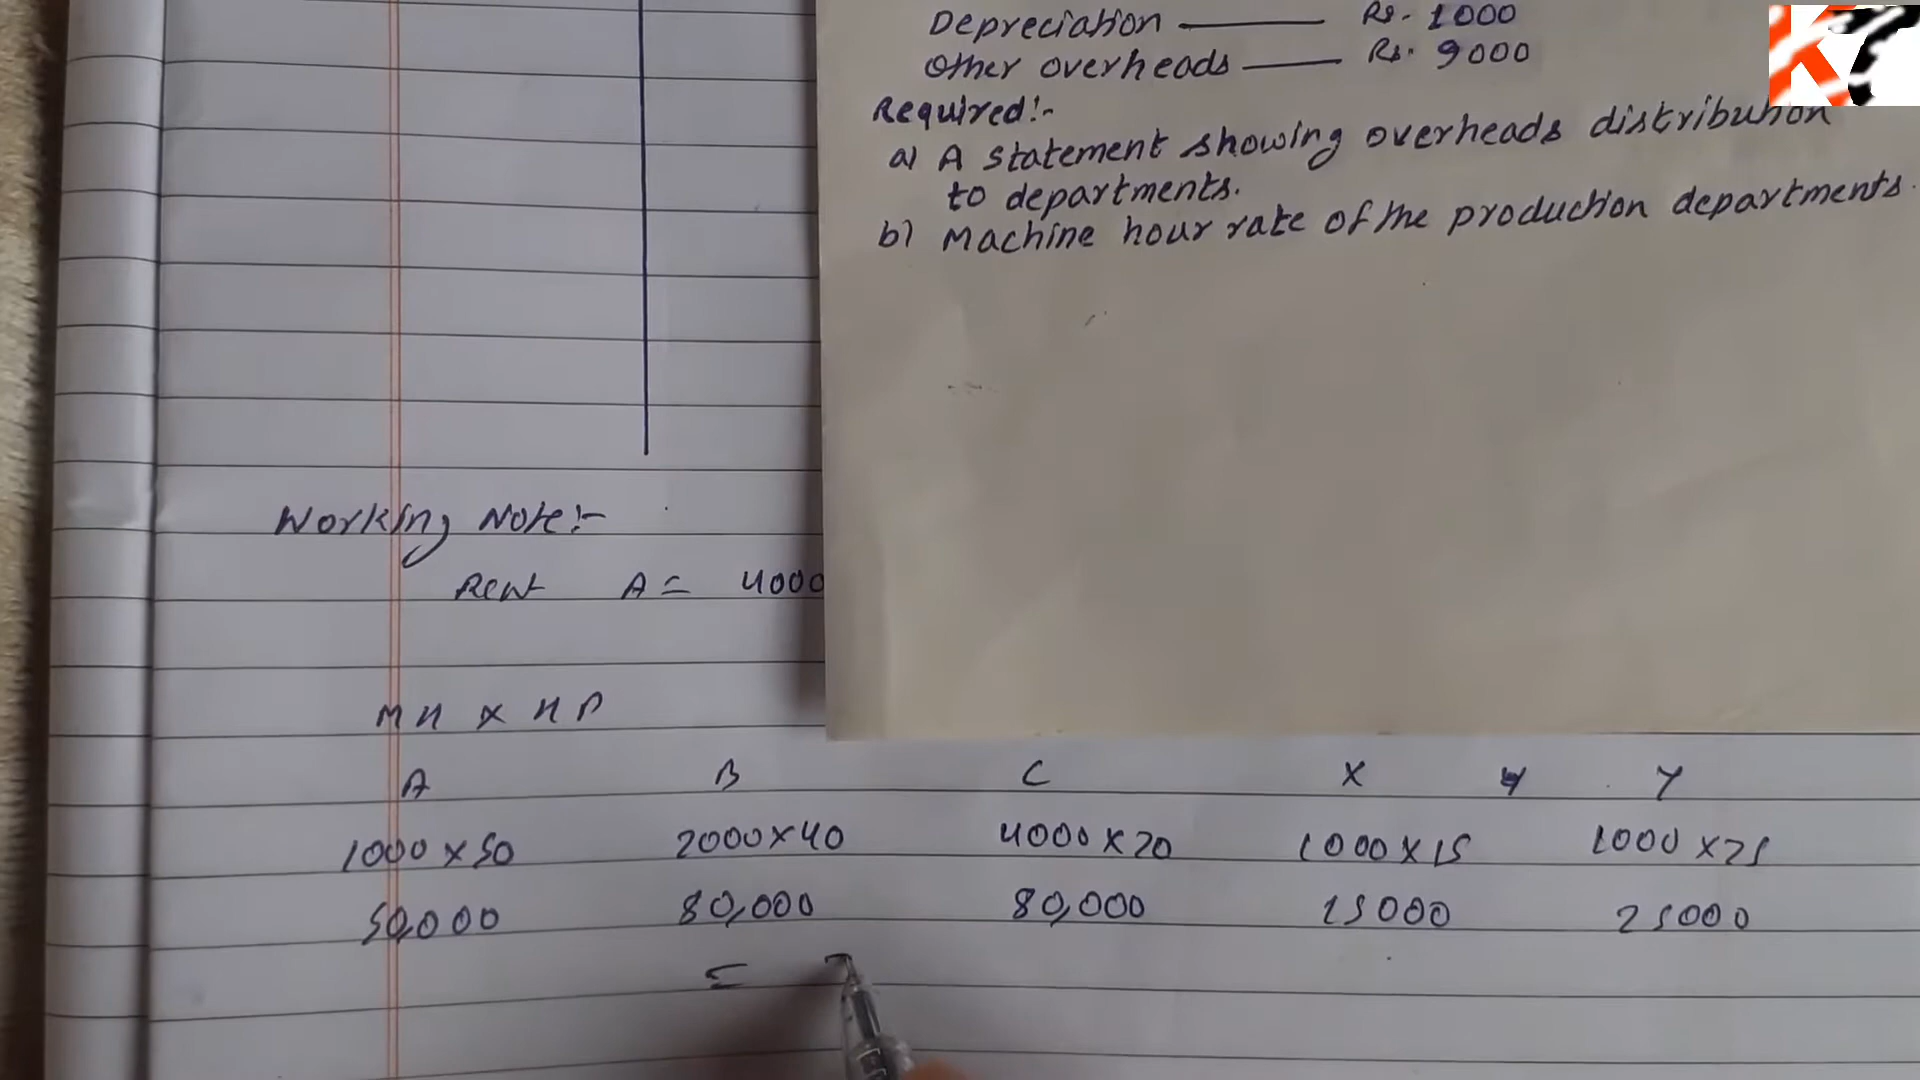 Depreciation — Rs. 1000
Other overheads — Rs. 9000
Required:-
a) A statement showing overheads distribution
to departments.
b) Machine hour rate of the production departments.
Working Note:-
Rent A = 4000
MH × HP
A B C X Y
1000 × 50 2000 × 40 4000 × 20 1000 × 15 1000 × 25
50,000 80,000 80,000 15000 25000
=